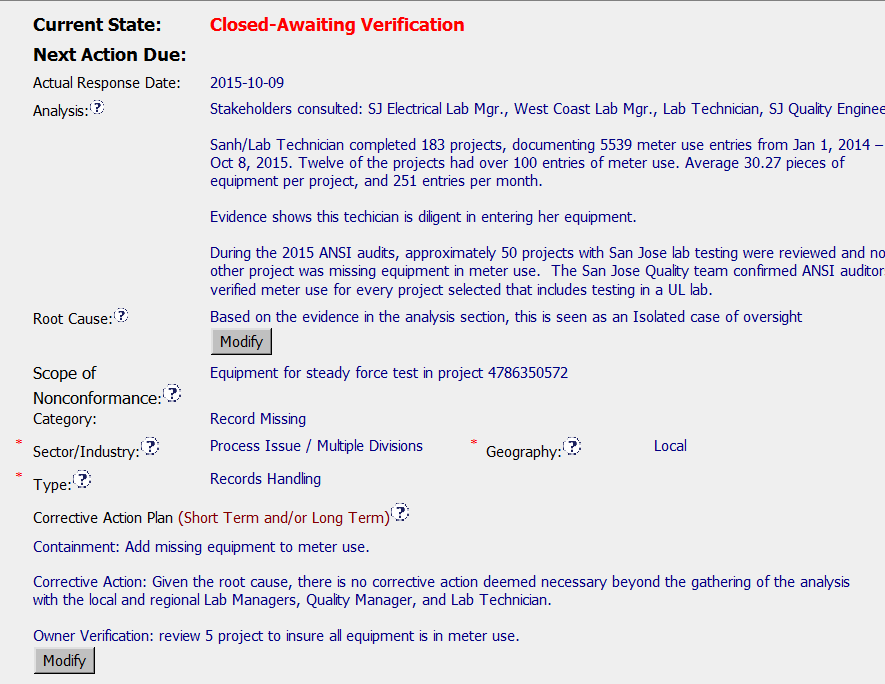 Current State: Closed-Awaiting Verification
Next Action Due:
Actual Response Date: 2015-10-09
Analysis:? Stakeholders consulted: SJ Electrical Lab Mgr., West Coast Lab Mgr., Lab Technician, SJ Quality Enginee
Sanh/Lab Technician completed 183 projects, documenting 5539 meter use entries from Jan 1, 2014 –
Oct 8, 2015. Twelve of the projects had over 100 entries of meter use. Average 30.27 pieces of
equipment per project, and 251 entries per month.
Evidence shows this techician is diligent in entering her equipment.
During the 2015 ANSI audits, approximately 50 projects with San Jose lab testing were reviewed and no
other project was missing equipment in meter use. The San Jose Quality team confirmed ANSI auditor
verified meter use for every project selected that includes testing in a UL lab.
Root Cause:? Based on the evidence in the analysis section, this is seen as an Isolated case of oversight
Modify
Scope of Equipment for steady force test in project 4786350572
Nonconformance:?
Category: Record Missing
* Sector/Industry:? Process Issue / Multiple Divisions * Geography:? Local
* Type:? Records Handling
Corrective Action Plan (Short Term and/or Long Term)?
Containment: Add missing equipment to meter use.
Corrective Action: Given the root cause, there is no corrective action deemed necessary beyond the gathering of the analysis
with the local and regional Lab Managers, Quality Manager, and Lab Technician.
Owner Verification: review 5 project to insure all equipment is in meter use.
Modify